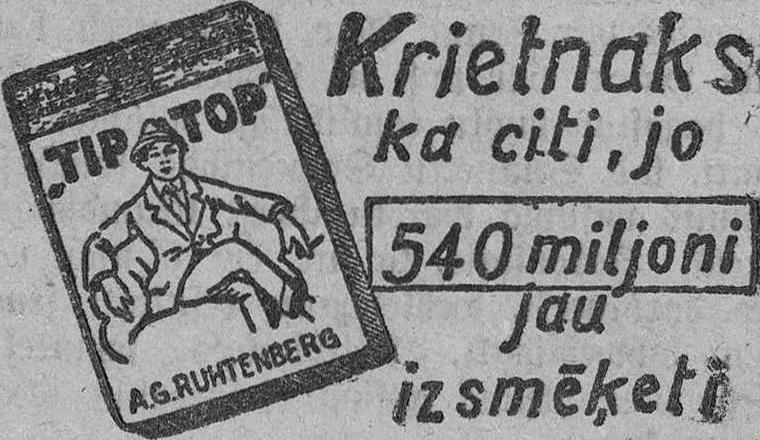 „TIP TOP"
A.G.RUHTENBERG
Krietnaks
ka citi, jo
540 miljoni
jau
izsmēķeti